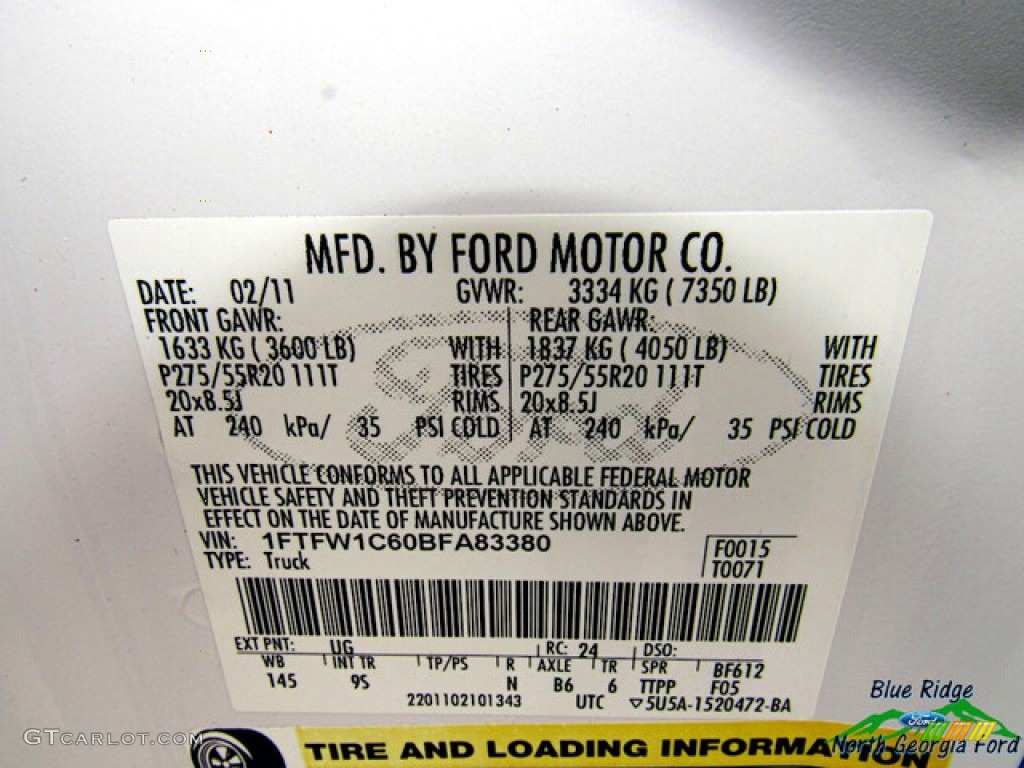 MFD. BY FORD MOTOR CO.
DATE: 02/11 GVWR: 3334 KG ( 7350 LB)
FRONT GAWR: REAR GAWR:
1633 KG ( 3600 LB) WITH 1837 KG ( 4050 LB) WITH
P275/55R20 111T TIRES P275/55R20 111T TIRES
20x8.5J RIMS 20x8.5J RIMS
AT 240 kPa/ 35 PSI COLD AT 240 kPa/ 35 PSI COLD
THIS VEHICLE CONFORMS TO ALL APPLICABLE FEDERAL MOTOR
VEHICLE SAFETY AND THEFT PREVENTION STANDARDS IN
EFFECT ON THE DATE OF MANUFACTURE SHOWN ABOVE.
VIN: 1FTFW1C60BFA83380 F0015
TYPE: Truck T0071
EXT PNT: UG RC: 24 DSO:
WB INT TR TP/PS R AXLE TR SPR BF612
145 9S N B6 6 TTPP F05
2201102101343 UTC ▽5U5A-1520472-BA
TIRE AND LOADING INFORMATION
GTCarlot.com
Blue Ridge
Ford
North Georgia Ford